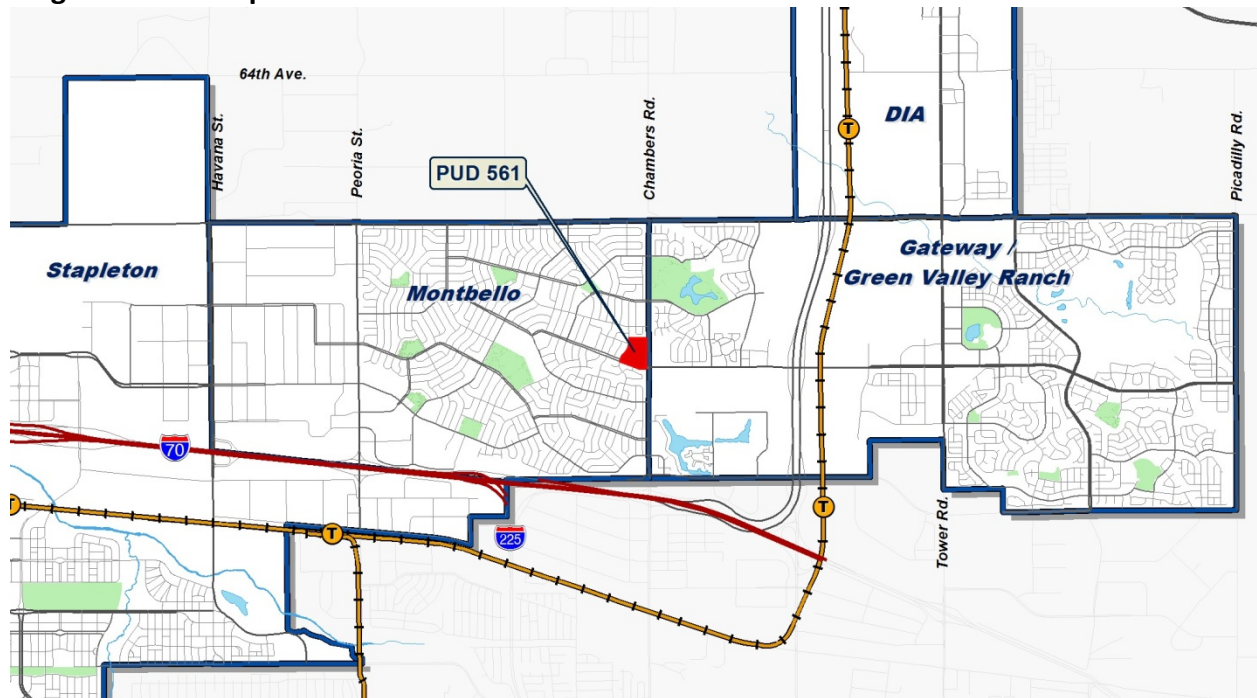 64th Ave.
Havana St.
Peoria St.
Chambers Rd.
Picadilly Rd.
DIA
T
PUD 561
Stapleton
Montbello
Gateway /
Green Valley Ranch
70
T
T
T
225
Tower Rd.